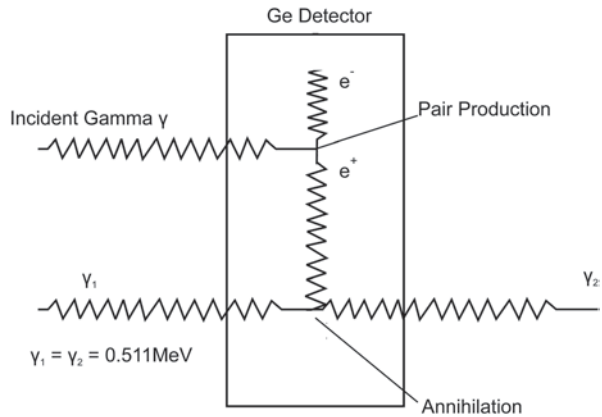 Ge Detector
e⁻
Pair Production
Incident Gamma γ
e⁺
γ₁
γ₂
γ₁ = γ₂ = 0.511MeV
Annihilation